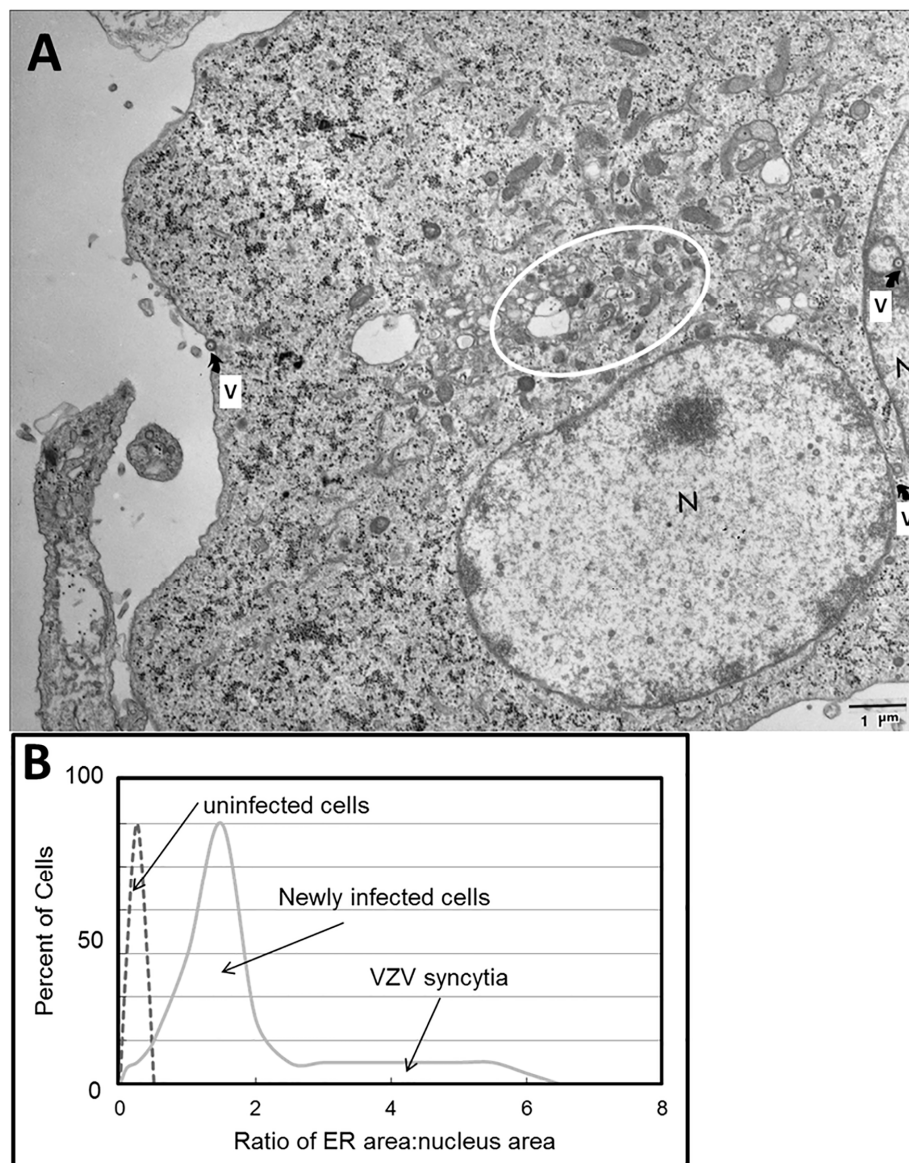 A
V
V
N
N
V
1 µm
B
100
50
0
Percent of Cells
uninfected cells
Newly infected cells
VZV syncytia
0 2 4 6 8
Ratio of ER area:nucleus area